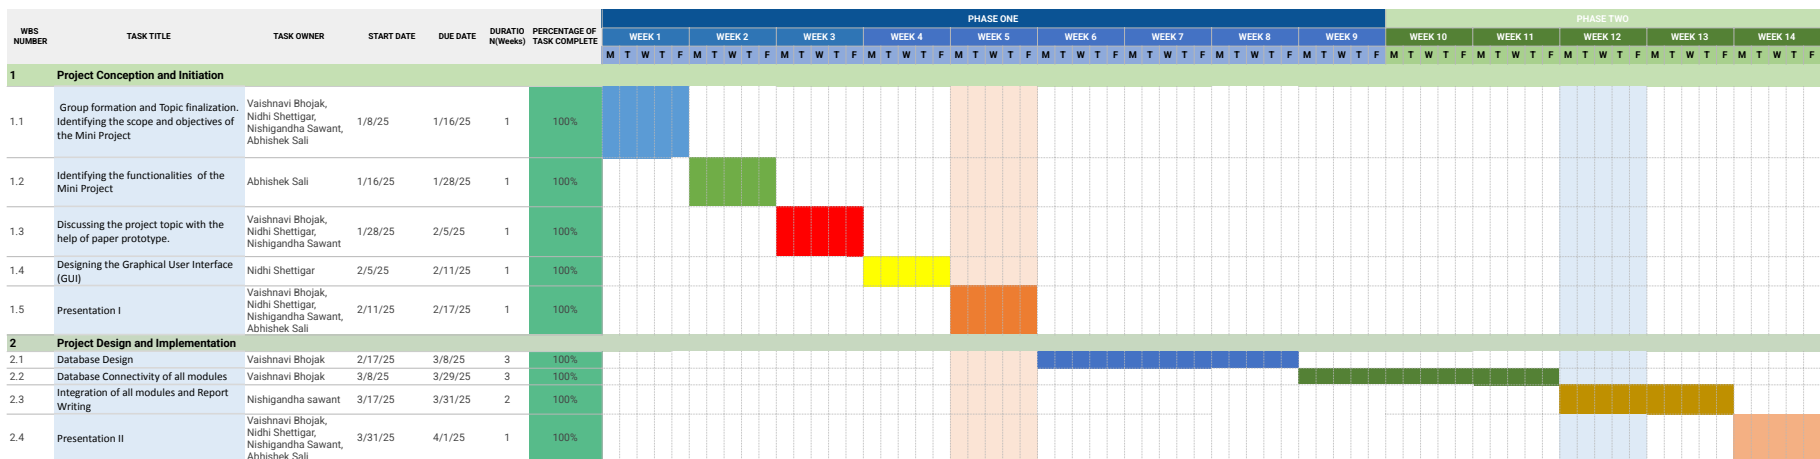 PHASE ONE PHASE TWO
WBS NUMBER TASK TITLE TASK OWNER START DATE DUE DATE DURATIO N(Weeks) PERCENTAGE OF TASK COMPLETE WEEK 1 WEEK 2 WEEK 3 WEEK 4 WEEK 5 WEEK 6 WEEK 7 WEEK 8 WEEK 9 WEEK 10 WEEK 11 WEEK 12 WEEK 13 WEEK 14
M T W T F M T W T F M T W T F M T W T F M T W T F M T W T F M T W T F M T W T F M T W T F M T W T F M T W T F M T W T F M T W T F M T W T F
1 Project Conception and Initiation
1.1 Group formation and Topic finalization. Identifying the scope and objectives of the Mini Project Vaishnavi Bhojak, Nidhi Shettigar, Nishigandha Sawant, Abhishek Sali 1/8/25 1/16/25 1 100%
1.2 Identifying the functionalities of the Mini Project Abhishek Sali 1/16/25 1/28/25 1 100%
1.3 Discussing the project topic with the help of paper prototype. Vaishnavi Bhojak, Nidhi Shettigar, Nishigandha Sawant 1/28/25 2/5/25 1 100%
1.4 Designing the Graphical User Interface (GUI) Nidhi Shettigar 2/5/25 2/11/25 1 100%
1.5 Presentation I Vaishnavi Bhojak, Nidhi Shettigar, Nishigandha Sawant, Abhishek Sali 2/11/25 2/17/25 1 100%
2 Project Design and Implementation
2.1 Database Design Vaishnavi Bhojak 2/17/25 3/8/25 3 100%
2.2 Database Connectivity of all modules Vaishnavi Bhojak 3/8/25 3/29/25 3 100%
2.3 Integration of all modules and Report Writing Nishigandha sawant 3/17/25 3/31/25 2 100%
2.4 Presentation II Vaishnavi Bhojak, Nidhi Shettigar, Nishigandha Sawant, Abhishek Sali 3/31/25 4/1/25 1 100%